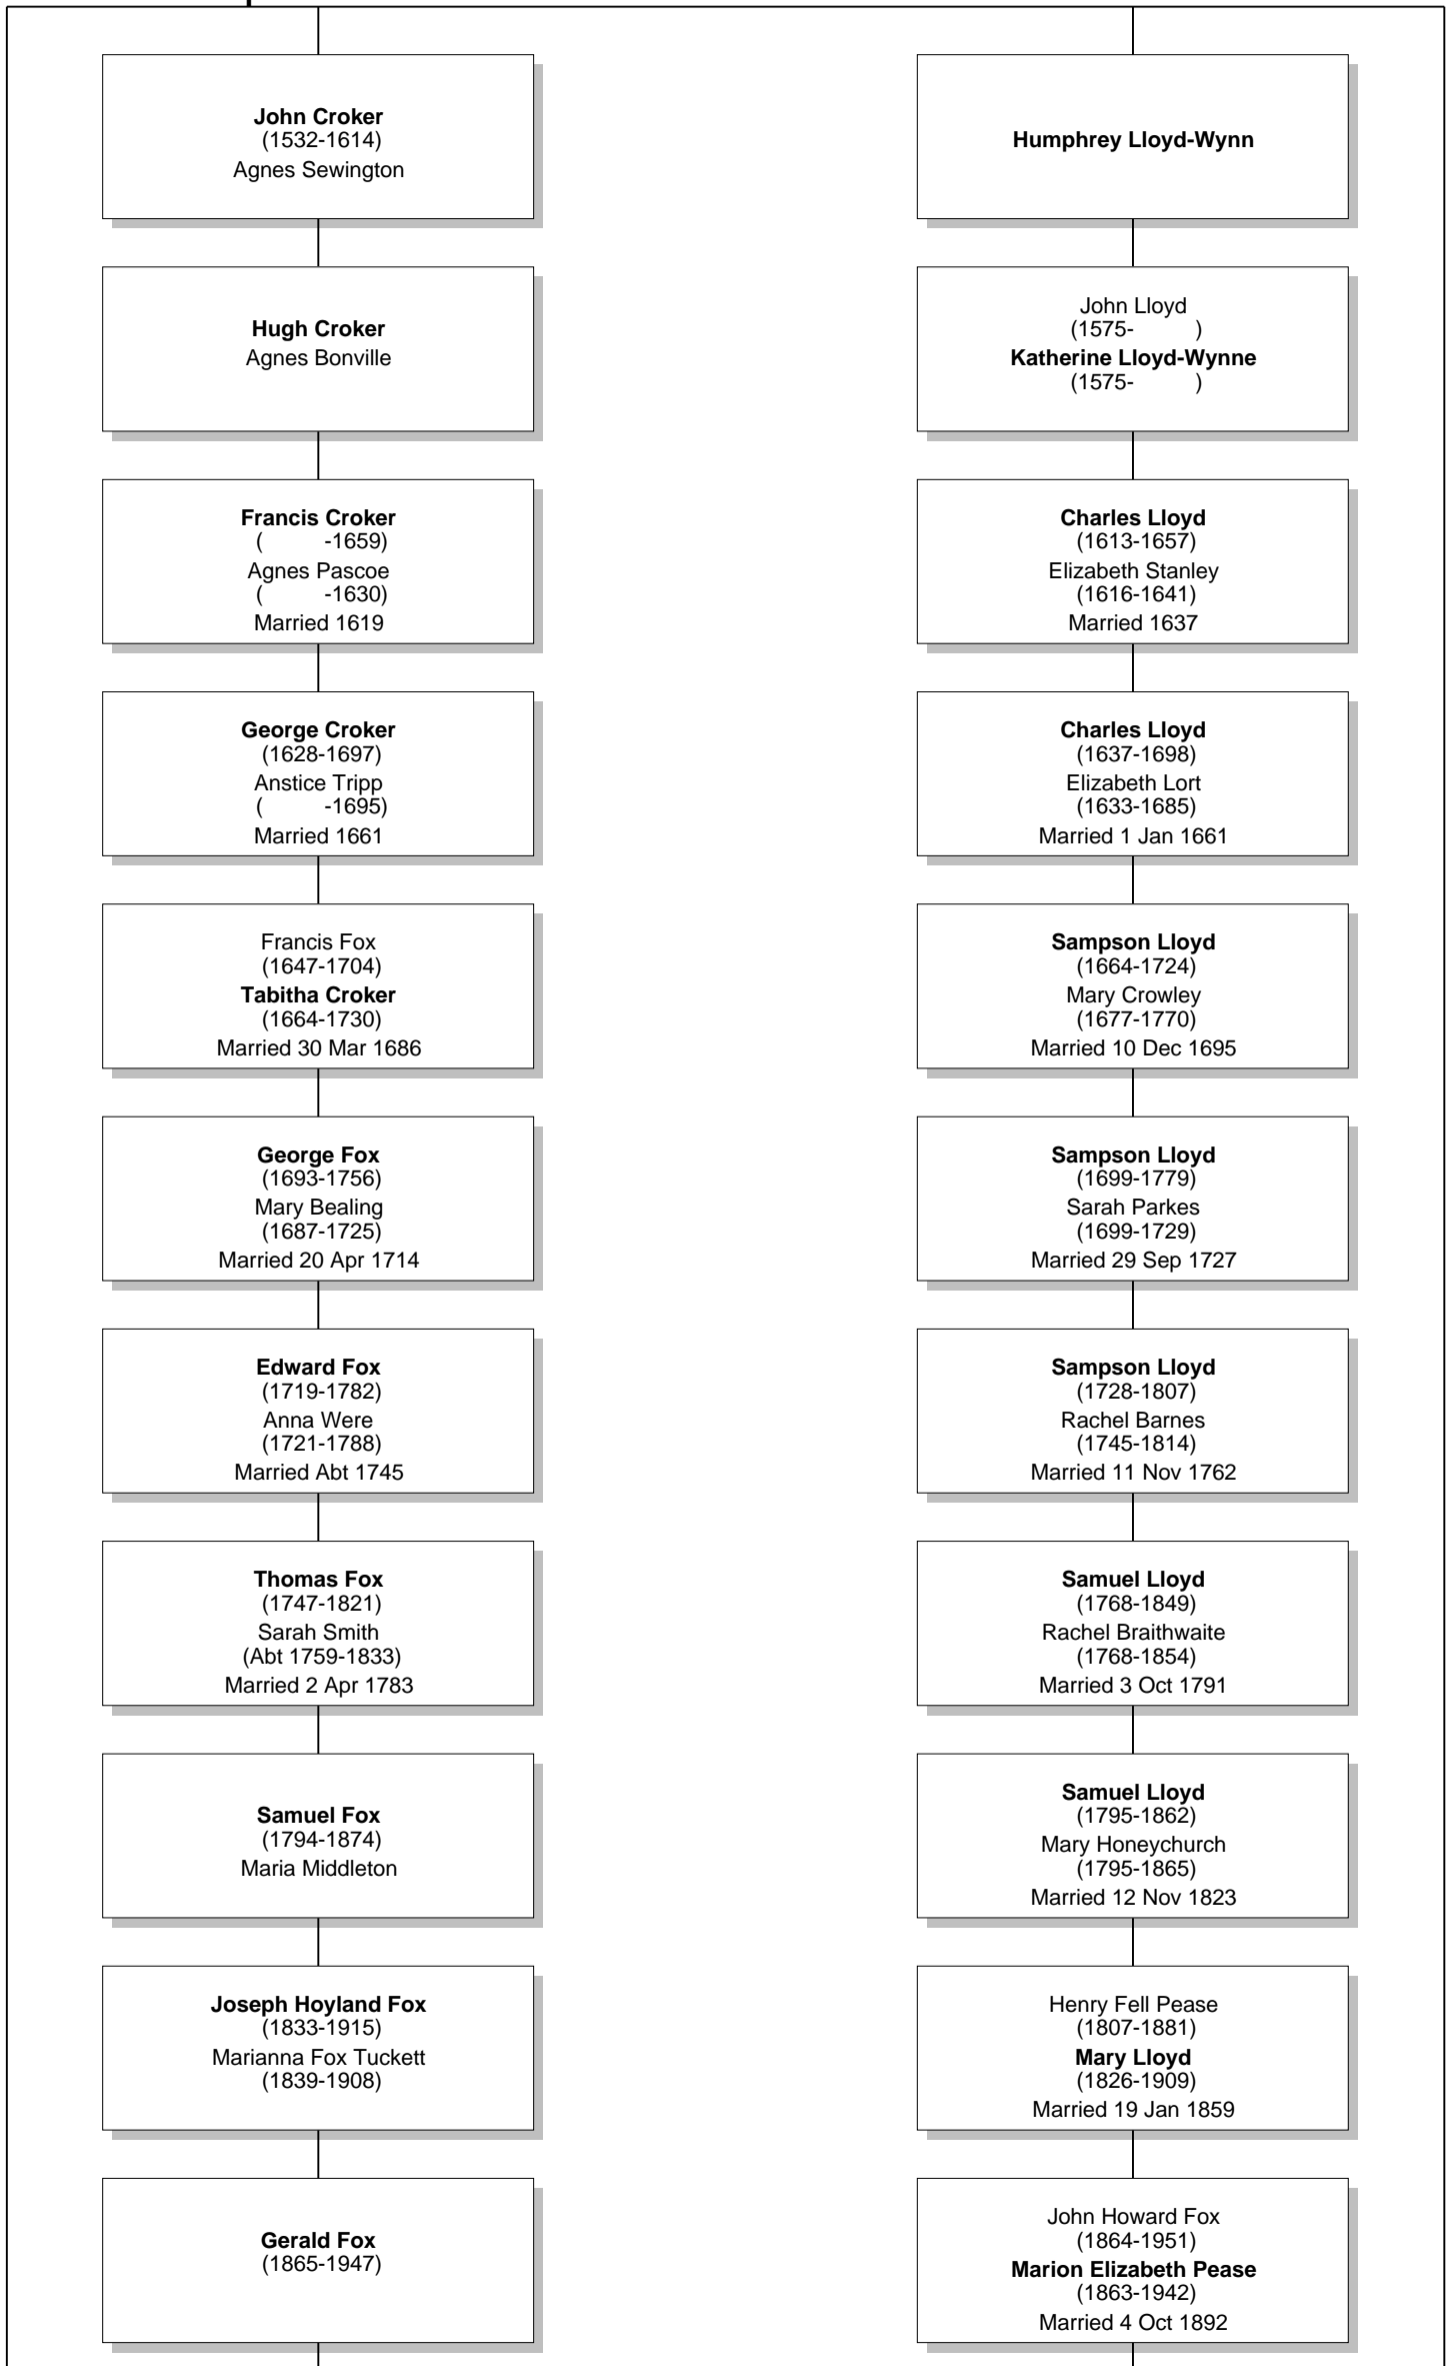 John Croker
(1532-1614)
Agnes Sewington
Hugh Croker
Agnes Bonville
Francis Croker
( -1659)
Agnes Pascoe
( -1630)
Married 1619
George Croker
(1628-1697)
Anstice Tripp
( -1695)
Married 1661
Francis Fox
(1647-1704)
Tabitha Croker
(1664-1730)
Married 30 Mar 1686
George Fox
(1693-1756)
Mary Bealing
(1687-1725)
Married 20 Apr 1714
Edward Fox
(1719-1782)
Anna Were
(1721-1788)
Married Abt 1745
Thomas Fox
(1747-1821)
Sarah Smith
(Abt 1759-1833)
Married 2 Apr 1783
Samuel Fox
(1794-1874)
Maria Middleton
Joseph Hoyland Fox
(1833-1915)
Marianna Fox Tuckett
(1839-1908)
Gerald Fox
(1865-1947)
Humphrey Lloyd-Wynn
John Lloyd
(1575- )
Katherine Lloyd-Wynne
(1575- )
Charles Lloyd
(1613-1657)
Elizabeth Stanley
(1616-1641)
Married 1637
Charles Lloyd
(1637-1698)
Elizabeth Lort
(1633-1685)
Married 1 Jan 1661
Sampson Lloyd
(1664-1724)
Mary Crowley
(1677-1770)
Married 10 Dec 1695
Sampson Lloyd
(1699-1779)
Sarah Parkes
(1699-1729)
Married 29 Sep 1727
Sampson Lloyd
(1728-1807)
Rachel Barnes
(1745-1814)
Married 11 Nov 1762
Samuel Lloyd
(1768-1849)
Rachel Braithwaite
(1768-1854)
Married 3 Oct 1791
Samuel Lloyd
(1795-1862)
Mary Honeychurch
(1795-1865)
Married 12 Nov 1823
Henry Fell Pease
(1807-1881)
Mary Lloyd
(1826-1909)
Married 19 Jan 1859
John Howard Fox
(1864-1951)
Marion Elizabeth Pease
(1863-1942)
Married 4 Oct 1892